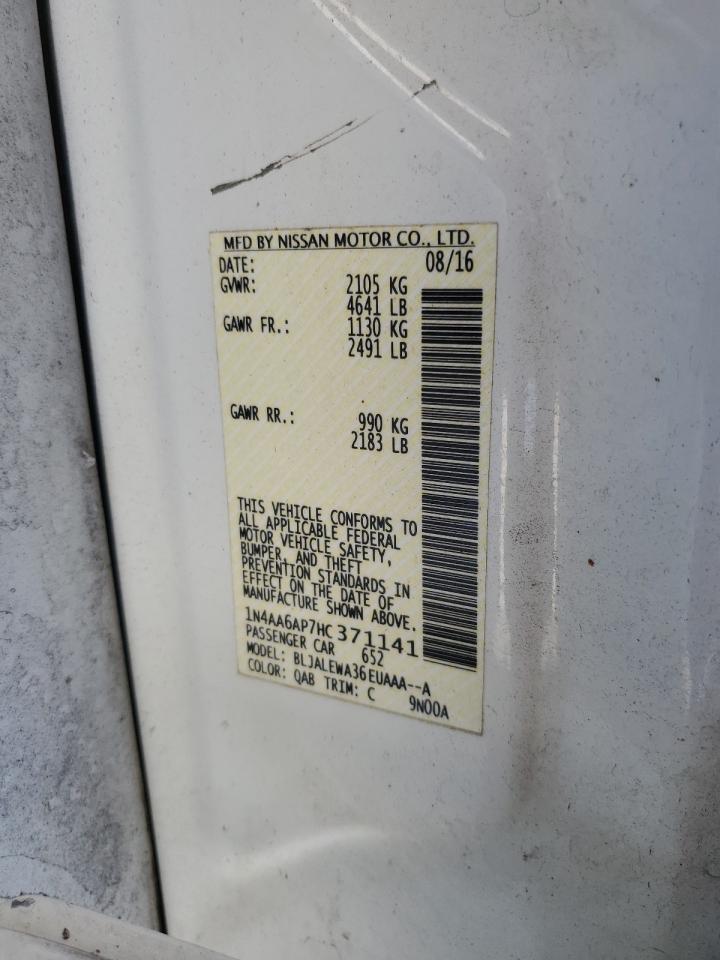 MFD BY NISSAN MOTOR CO., LTD.
DATE: 08/16
GVWR: 2105 KG
4641 LB
GAWR FR.: 1130 KG
2491 LB
GAWR RR.: 990 KG
2183 LB
THIS VEHICLE CONFORMS TO
ALL APPLICABLE FEDERAL
MOTOR VEHICLE SAFETY,
BUMPER, AND THEFT
PREVENTION STANDARDS IN
EFFECT ON THE DATE OF
MANUFACTURE SHOWN ABOVE.
1N4AA6AP7HC371141
PASSENGER CAR 652
MODEL: BLJALEWA36EUAAA--A
COLOR: QAB TRIM: C 9N00A